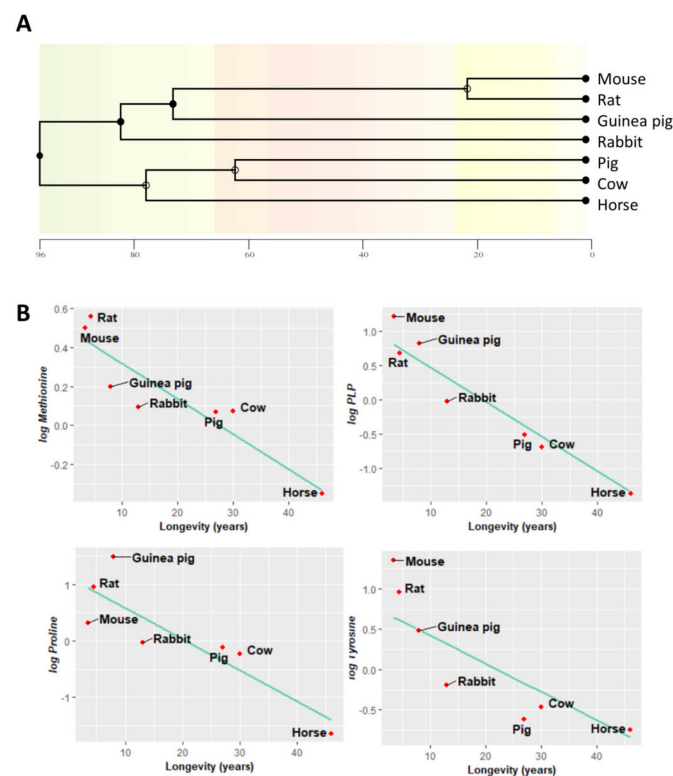 A
Mouse
Rat
Guinea pig
Rabbit
Pig
Cow
Horse
96 80 60 40 20 0
B
0.6
0.4
0.2
0.0
-0.2
log Methionine
Rat
Mouse
Guinea pig
Rabbit
Cow
Pig
Horse
10 20 30 40
Longevity (years)
1.0
0.5
0.0
-0.5
-1.0
log PLP
Mouse
Guinea pig
Rat
Rabbit
Pig Cow
Horse
10 20 30 40
Longevity (years)
1
0
-1
log Proline
Guinea pig
Rat
Mouse
Rabbit
Pig Cow
Horse
10 20 30 40
Longevity (years)
1.0
0.5
0.0
-0.5
log Tyrosine
Mouse
Rat
Guinea pig
Rabbit
Cow
Pig
Horse
10 20 30 40
Longevity (years)